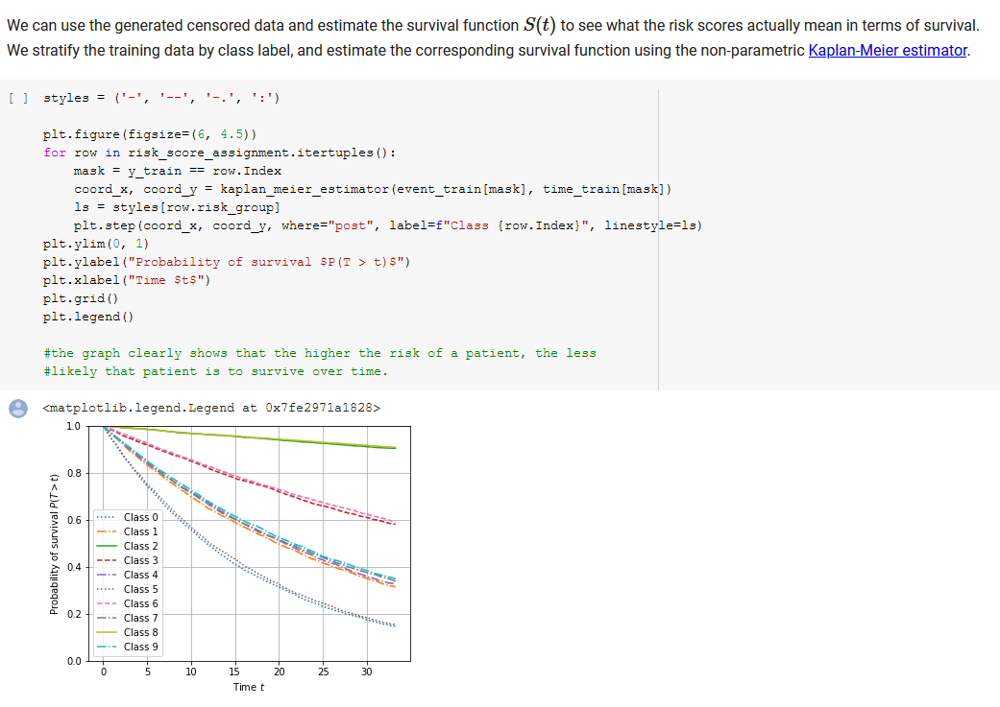 We can use the generated censored data and estimate the survival function S(t) to see what the risk scores actually mean in terms of survival.
We stratify the training data by class label, and estimate the corresponding survival function using the non-parametric Kaplan-Meier estimator.
[ ] styles = ('-', '--', '-.', ':')
plt.figure(figsize=(6, 4.5))
for row in risk_score_assignment.itertuples():
    mask = y_train == row.Index
    coord_x, coord_y = kaplan_meier_estimator(event_train[mask], time_train[mask])
    ls = styles[row.risk_group]
    plt.step(coord_x, coord_y, where="post", label=f"Class {row.Index}", linestyle=ls)
plt.ylim(0, 1)
plt.ylabel("Probability of survival $P(T > t)$")
plt.xlabel("Time $t$")
plt.grid()
plt.legend()
#the graph clearly shows that the higher the risk of a patient, the less
#likely that patient is to survive over time.
<matplotlib.legend.Legend at 0x7fe2971a1828>
1.0
0.8
0.6
0.4
0.2
0.0
Probability of survival P(T > t)
Class 0
Class 1
Class 2
Class 3
Class 4
Class 5
Class 6
Class 7
Class 8
Class 9
0 5 10 15 20 25 30
Time t